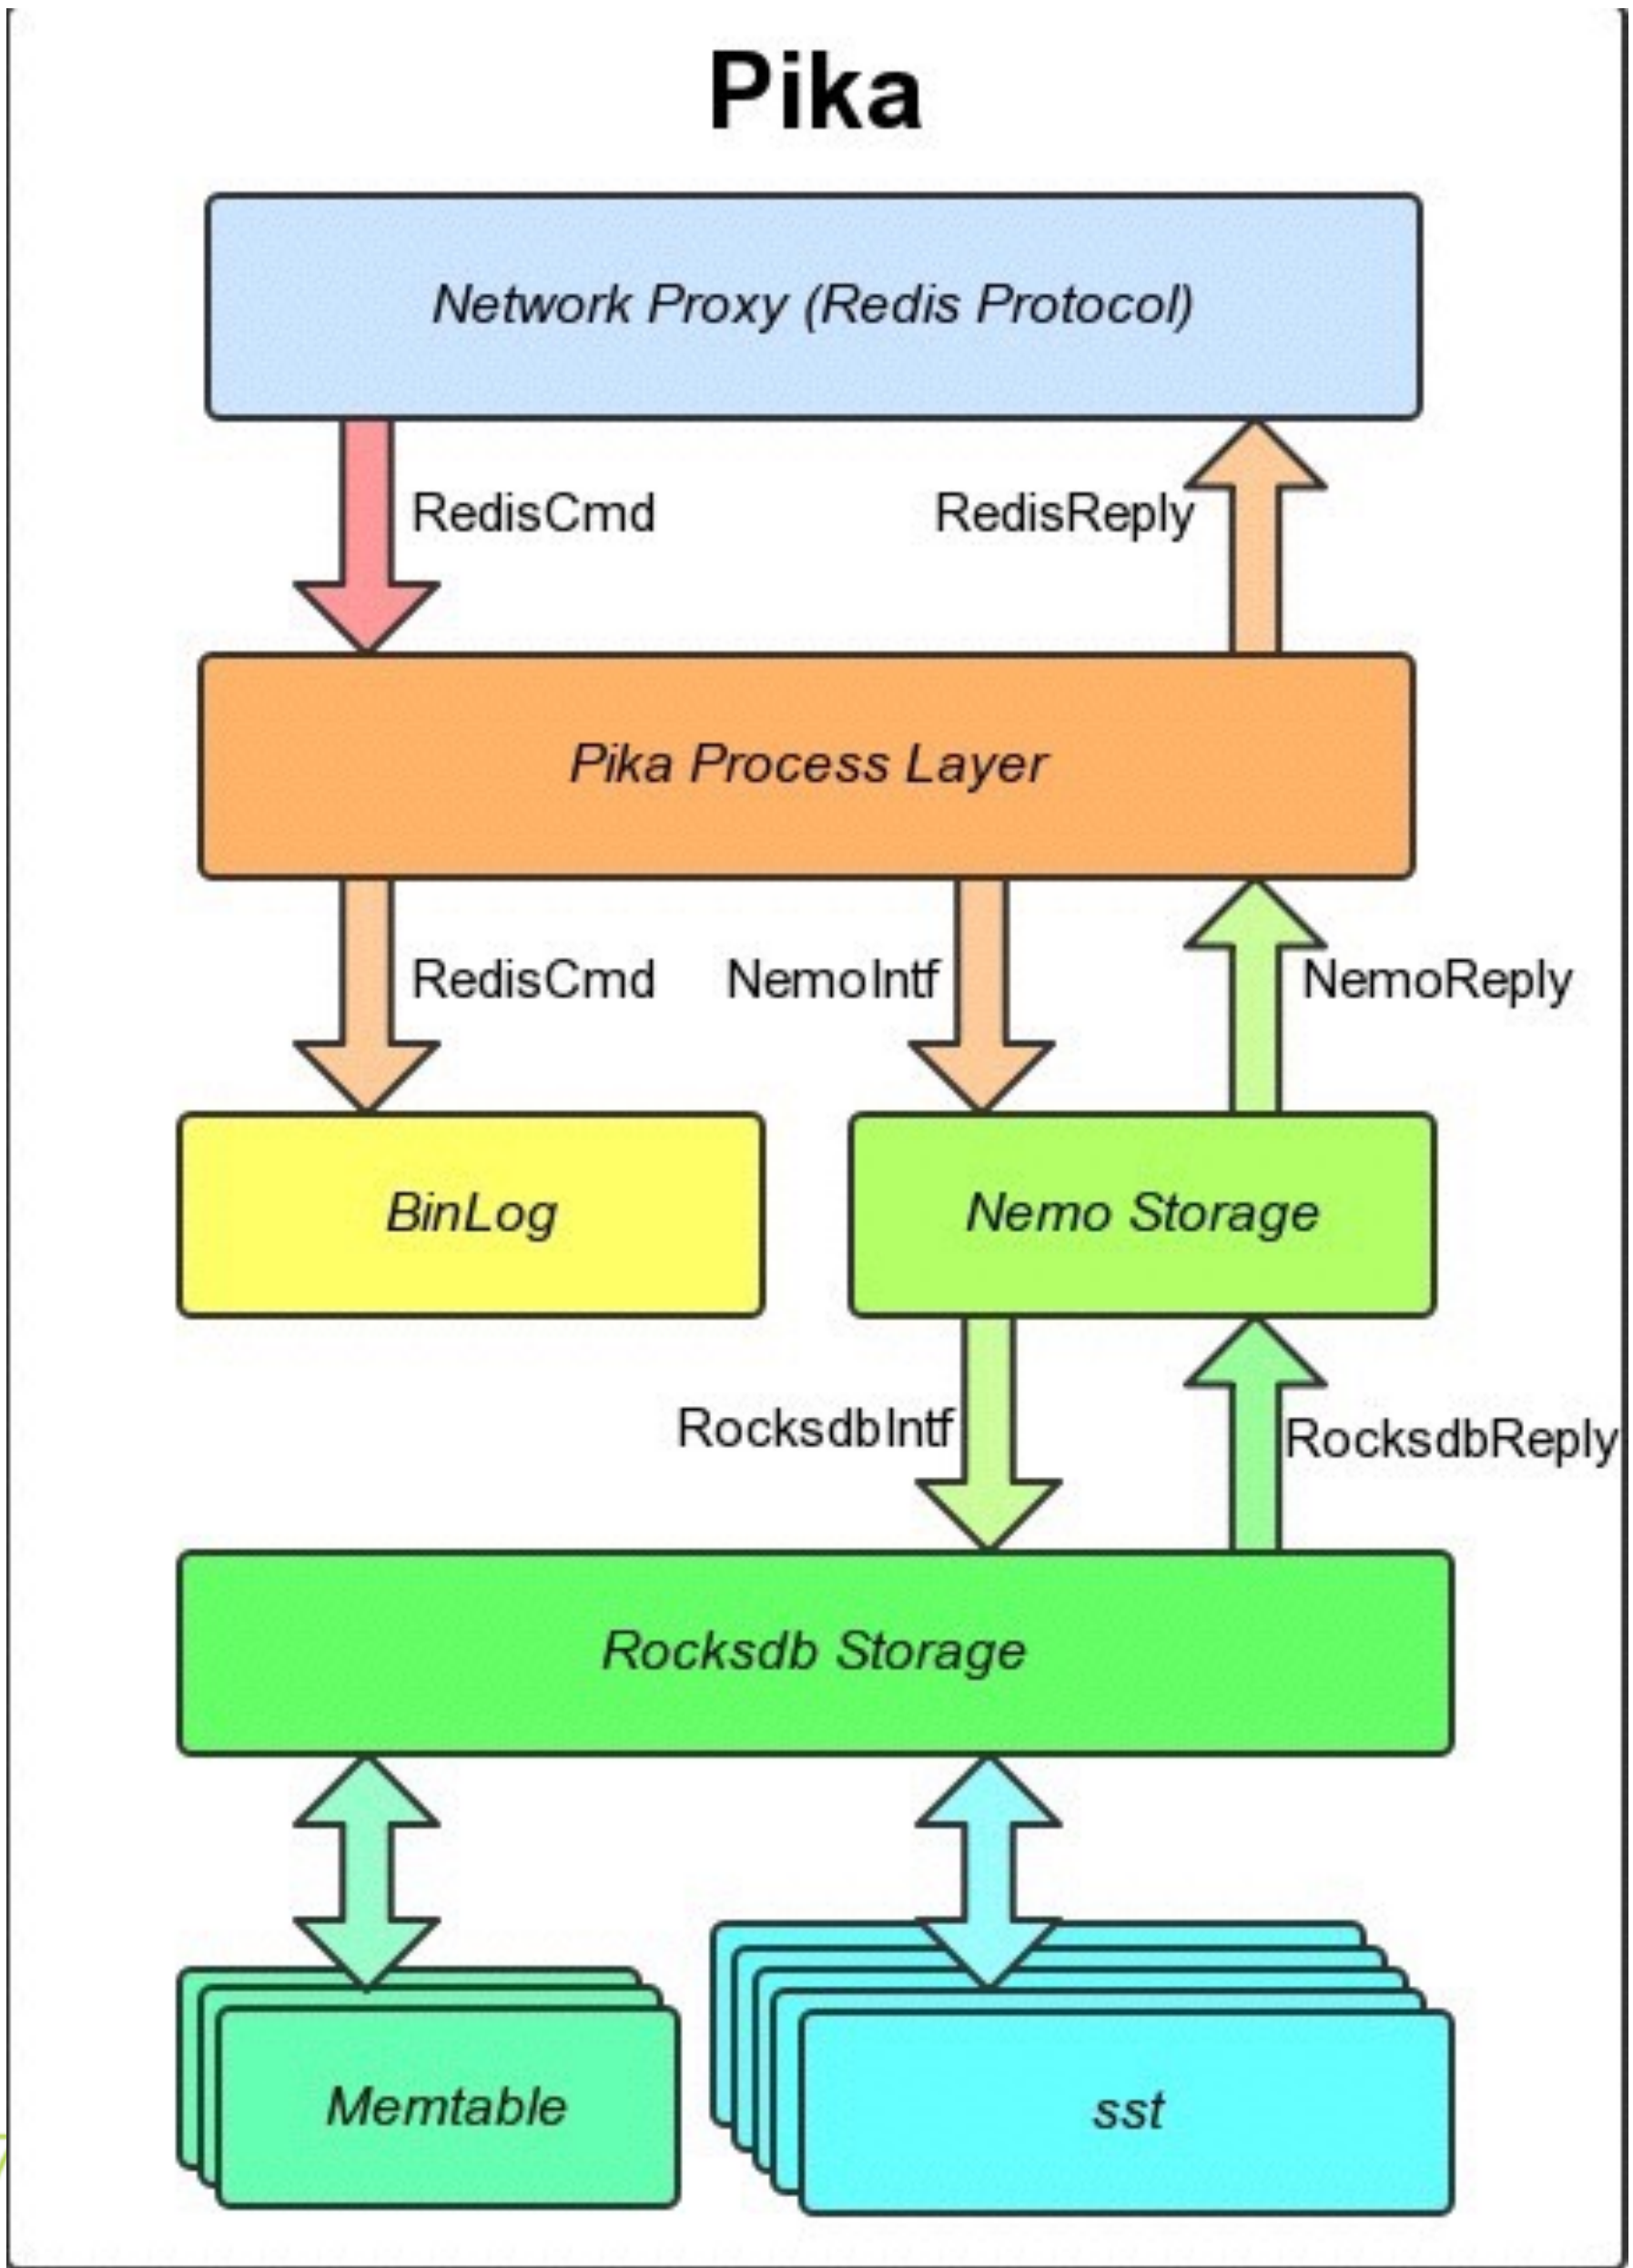 Pika
Network Proxy (Redis Protocol)
RedisCmd
RedisReply
Pika Process Layer
RedisCmd
NemoIntf
NemoReply
BinLog
Nemo Storage
RocksdbIntf
RocksdbReply
Rocksdb Storage
Memtable
sst